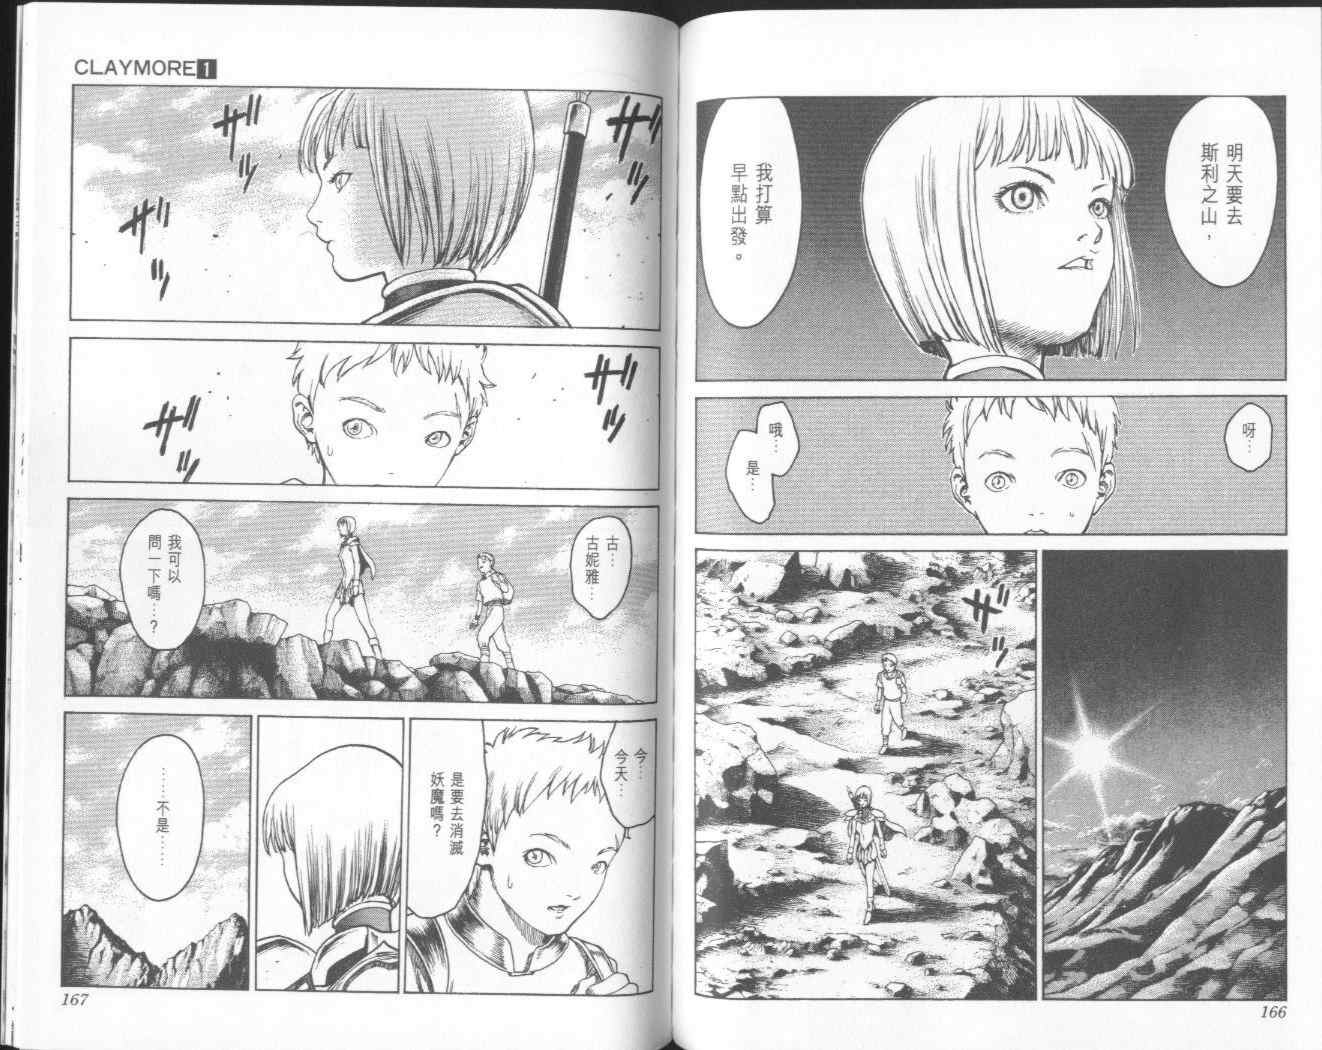 明天要去
斯利之山，
我打算
早點出發。
呀…
哦…
是…
ザッ
166
CLAYMORE 1
ザッ
ザッ
ザッ
ザッ
ザッ
古…
古妮雅…
我可以
問一下嗎…？
今…
今天…
是要去消滅
妖魔嗎？
……不是……
167